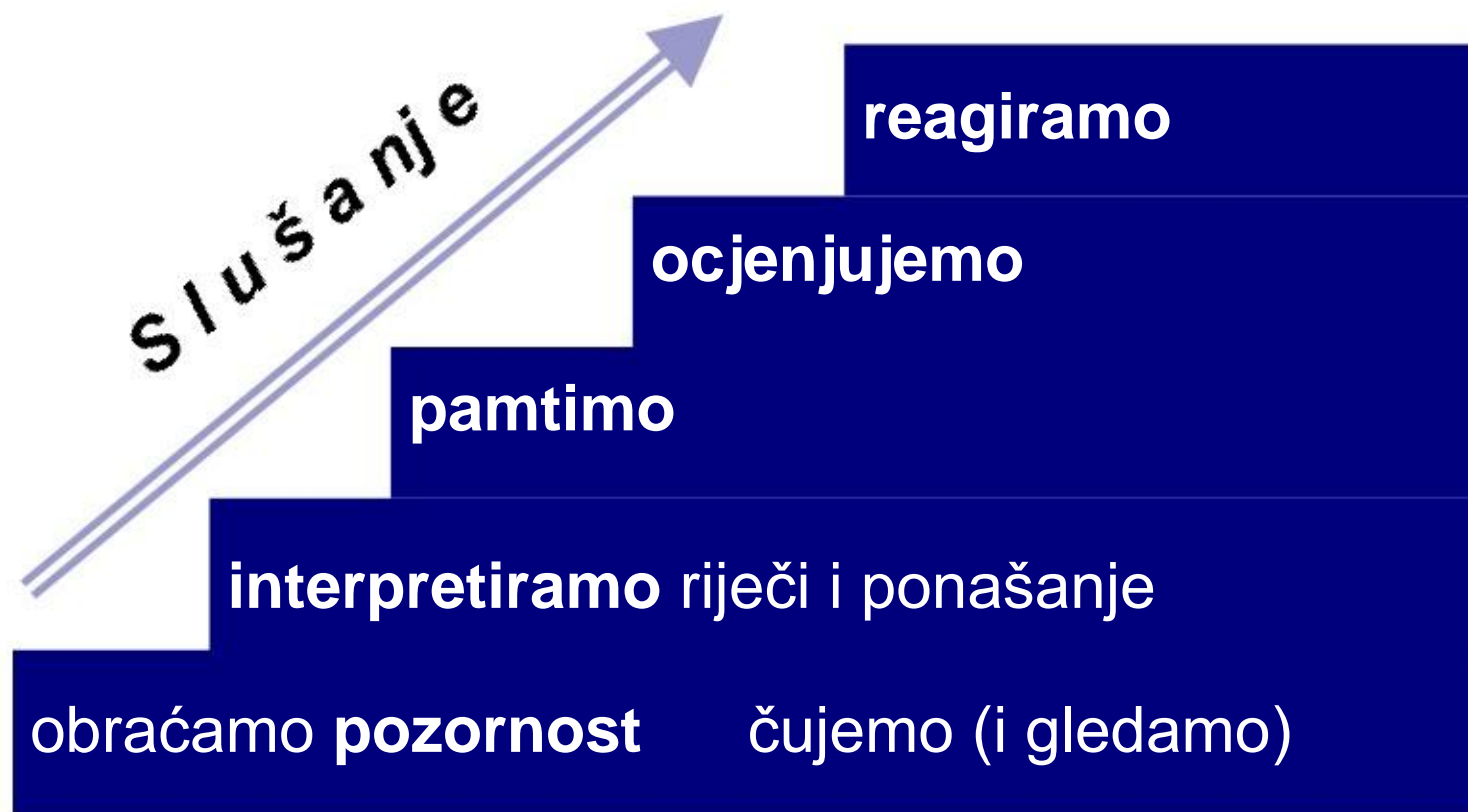 Slušanje
reagiramo
ocjenjujemo
pamtimo
interpretiramo riječi i ponašanje
obraćamo pozornost čujemo (i gledamo)